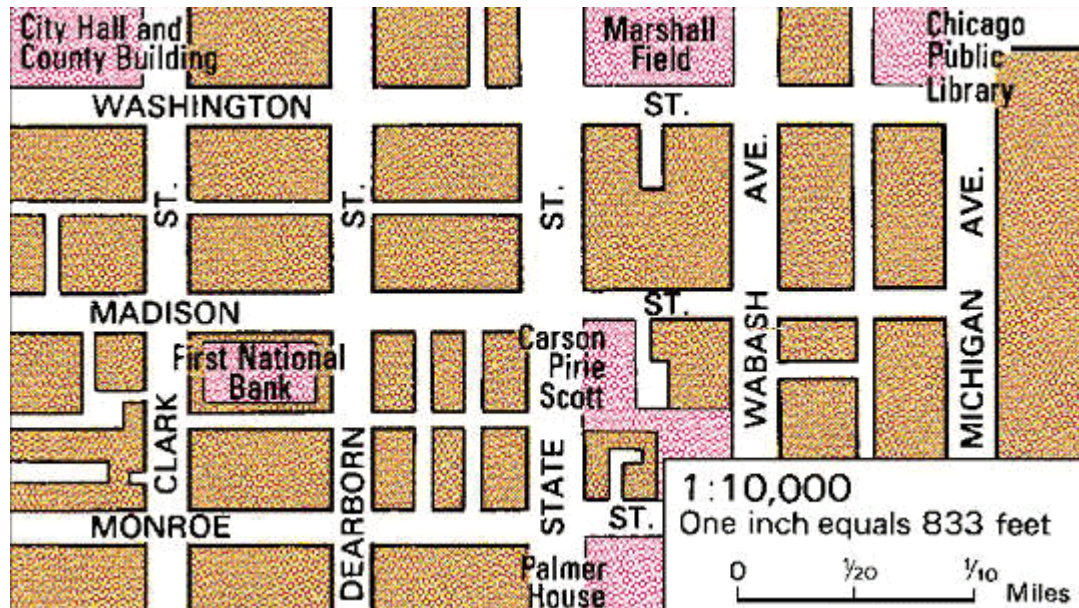 City Hall and
County Building
Marshall
Field
Chicago
Public
Library
WASHINGTON ST.
ST.
ST.
ST.
AVE.
AVE.
MADISON ST.
First National
Bank
Carson
Pirie
Scott
WABASH
MICHIGAN
CLARK
DEARBORN
STATE
MONROE ST.
Palmer
House
1:10,000
One inch equals 833 feet
0 1/20 1/10 Miles